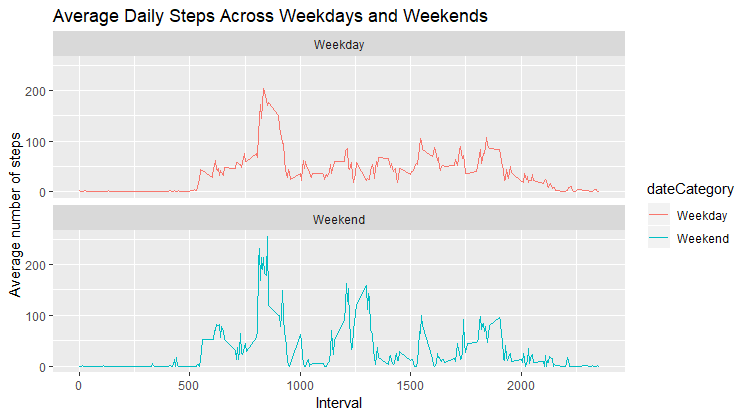 Average Daily Steps Across Weekdays and Weekends
Weekday
200
100
0
Weekend
200
100
0
0
500
1000
1500
2000
Interval
Average number of steps
dateCategory
Weekday
Weekend